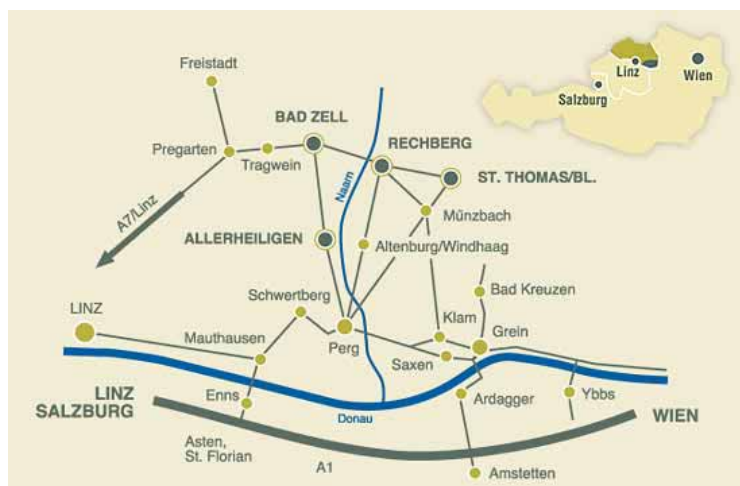 Freistadt
Linz
Wien
Salzburg
BAD ZELL
RECHBERG
Pregarten
Tragwein
ST. THOMAS/BL.
Naarn
A7/Linz
Münzbach
ALLERHEILIGEN
Altenburg/Windhaag
Schwertberg
Bad Kreuzen
LINZ
Klam
Grein
Mauthausen
Perg
Saxen
LINZ
SALZBURG
Enns
Donau
Ardagger
Ybbs
WIEN
Asten,
St. Florian
A1
Amstetten